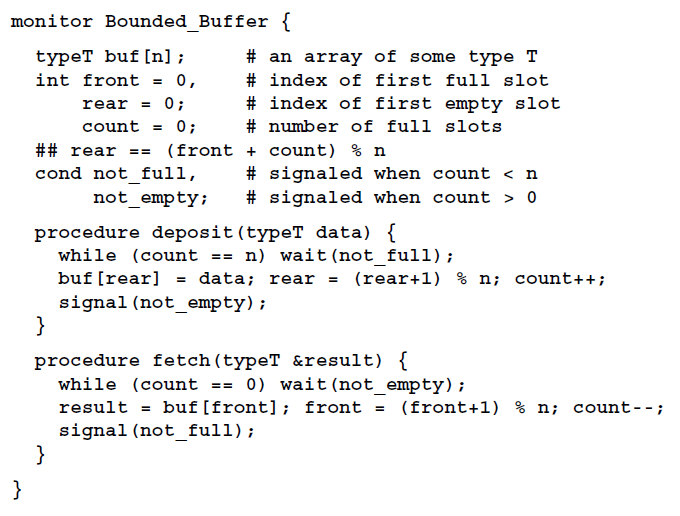 monitor Bounded_Buffer {
typeT buf[n]; # an array of some type T
int front = 0, # index of first full slot
rear = 0; # index of first empty slot
count = 0; # number of full slots
## rear == (front + count) % n
cond not_full, # signaled when count < n
not_empty; # signaled when count > 0
procedure deposit(typeT data) {
while (count == n) wait(not_full);
buf[rear] = data; rear = (rear+1) % n; count++;
signal(not_empty);
}
procedure fetch(typeT &result) {
while (count == 0) wait(not_empty);
result = buf[front]; front = (front+1) % n; count--;
signal(not_full);
}
}